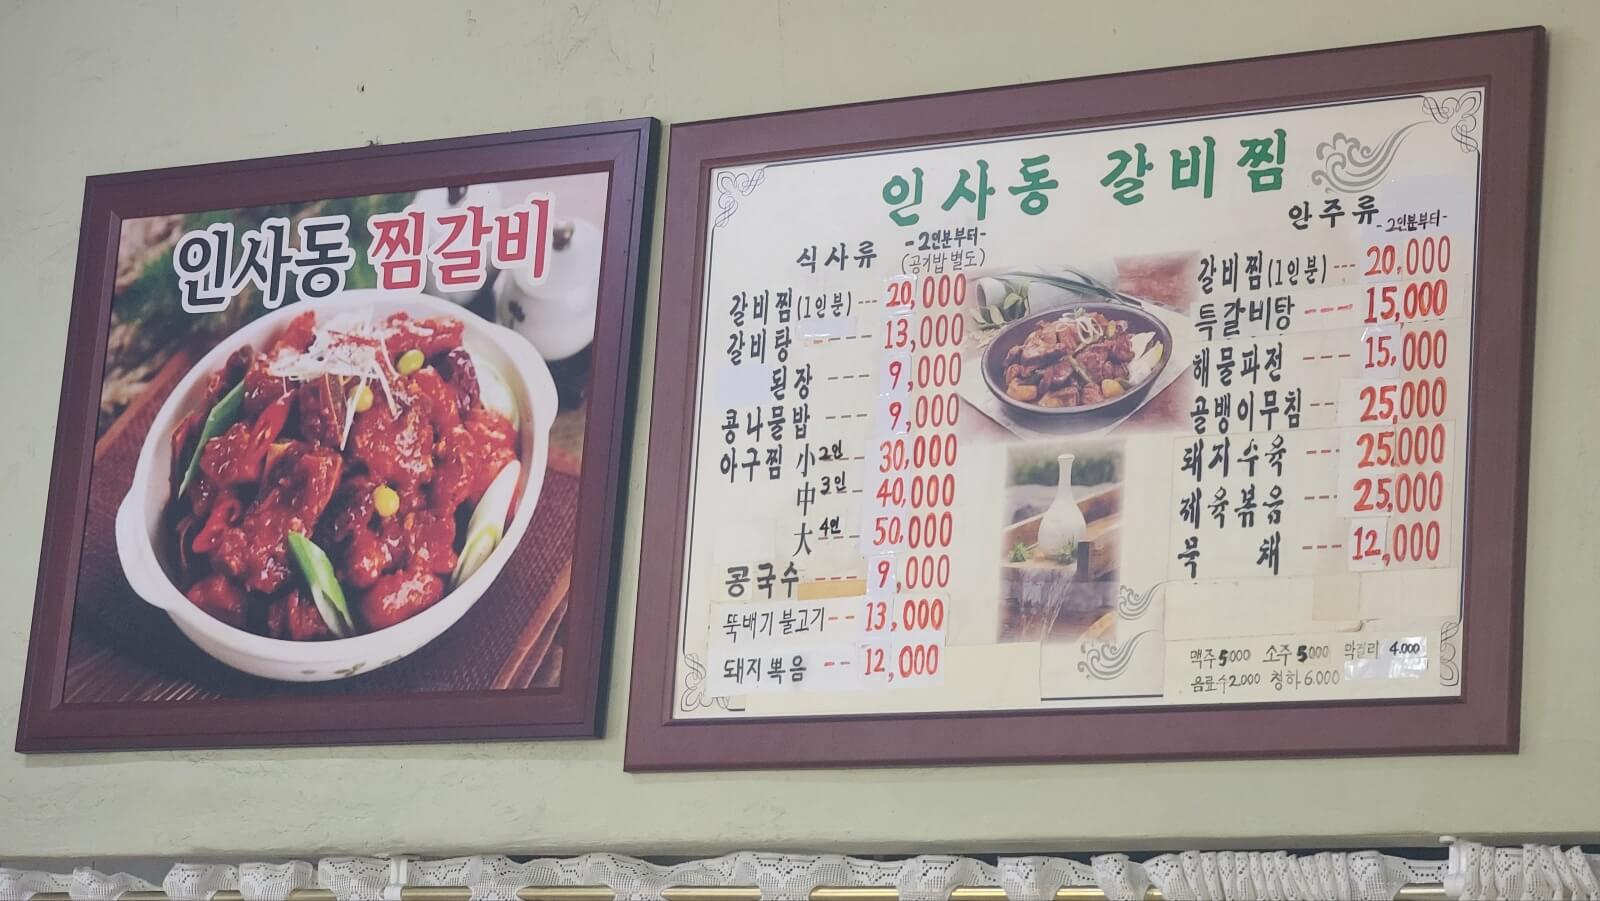 인사동 찜갈비
인사동 갈비찜
식사류 -2인분부터-
(공기밥 별도)
갈비찜(1인분) --- 20,000
갈비탕 --- 13,000
된장 --- 9,000
콩나물밥 --- 9,000
아구찜 小 2인 -- 30,000
中 3인 - 40,000
大 4인 -- 50,000
콩국수 --- 9,000
뚝배기 불고기 -- 13,000
돼지볶음 -- 12,000
안주류 -2인분부터-
갈비찜(1인분) --- 20,000
특갈비탕 --- 15,000
해물파전 --- 15,000
골뱅이무침 -- 25,000
돼지수육 --- 25,000
제육볶음 --- 25,000
묵채 --- 12,000
맥주 5000 소주 5000 막걸리 4.000
음료수 2.000 청하 6.000